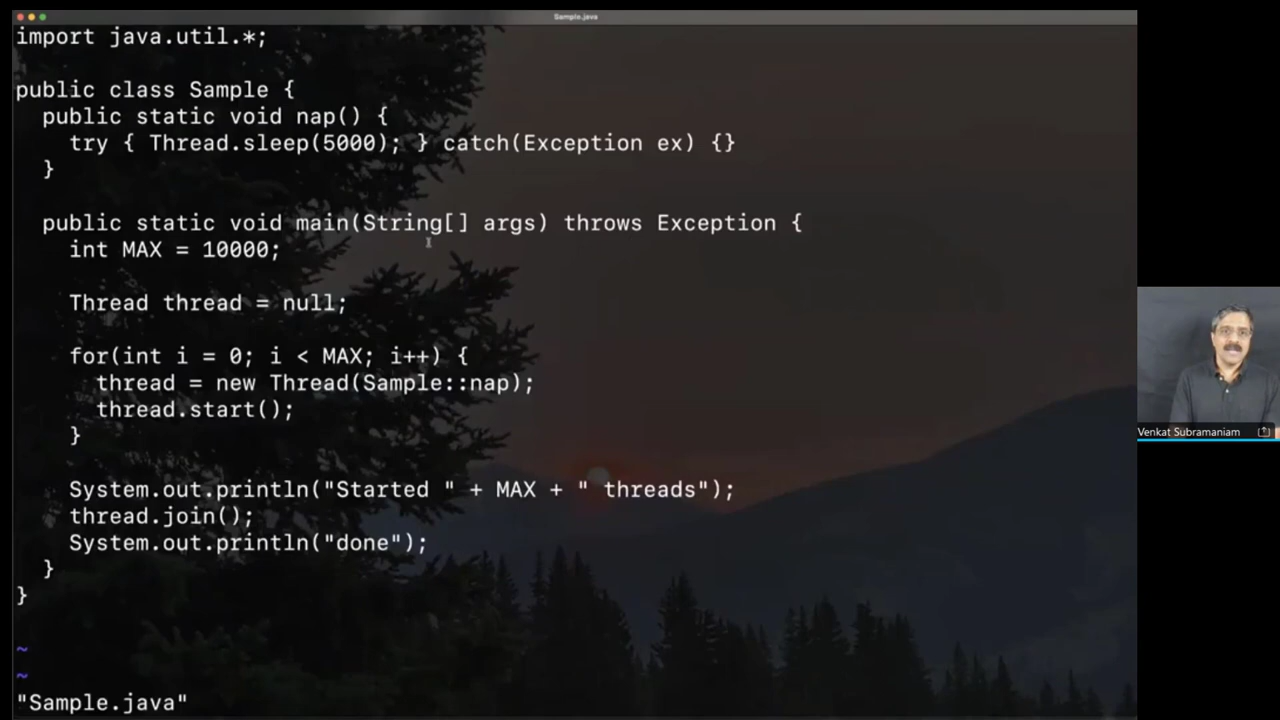 Sample.java
import java.util.*;
public class Sample {
public static void nap() {
try { Thread.sleep(5000); } catch(Exception ex) {}
}
public static void main(String[] args) throws Exception {
int MAX = 10000;
Thread thread = null;
for(int i = 0; i < MAX; i++) {
thread = new Thread(Sample::nap);
thread.start();
}
System.out.println("Started " + MAX + " threads");
thread.join();
System.out.println("done");
}
}
~
~
"Sample.java"
Venkat Subramaniam